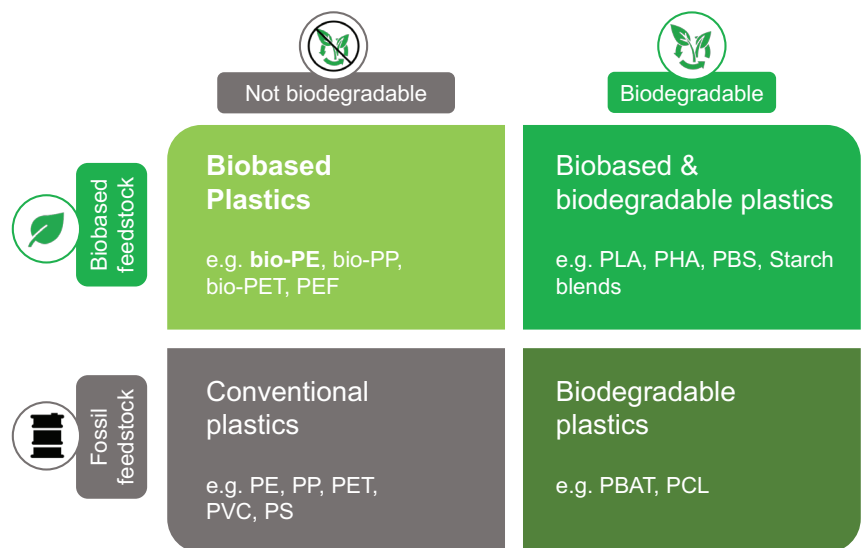 Not biodegradable
Biodegradable
Biobased
feedstock
Biobased
Plastics
e.g. bio-PE, bio-PP,
bio-PET, PEF
Biobased &
biodegradable plastics
e.g. PLA, PHA, PBS, Starch
blends
Fossil
feedstock
Conventional
plastics
e.g. PE, PP, PET,
PVC, PS
Biodegradable
plastics
e.g. PBAT, PCL